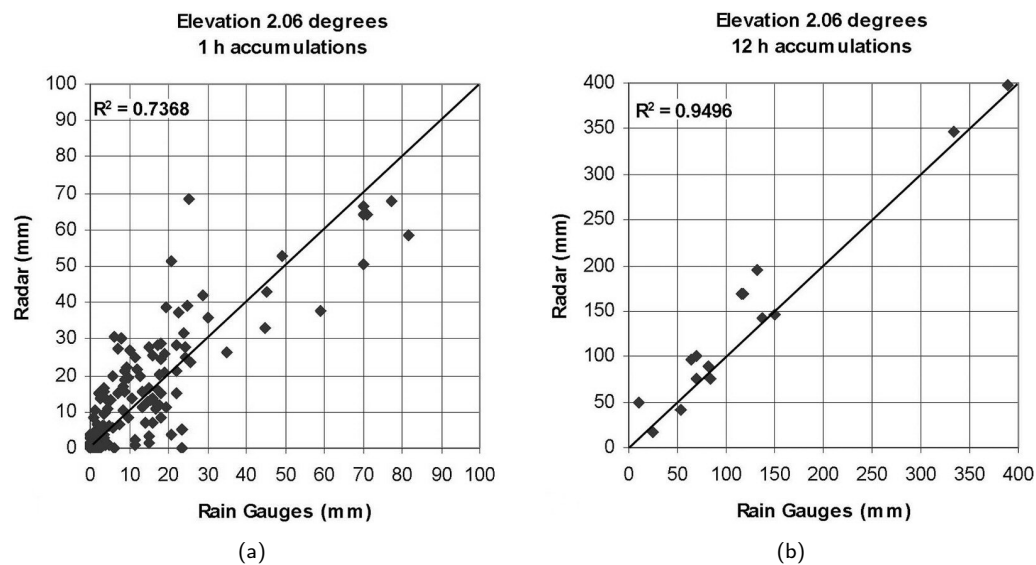 Elevation 2.06 degrees
1 h accumulations
R² = 0.7368
100
90
80
70
60
50
40
30
20
10
0
Radar (mm)
0 10 20 30 40 50 60 70 80 90 100
Rain Gauges (mm)
(a)
Elevation 2.06 degrees
12 h accumulations
R² = 0.9496
400
350
300
250
200
150
100
50
0
Radar (mm)
0 50 100 150 200 250 300 350 400
Rain Gauges (mm)
(b)